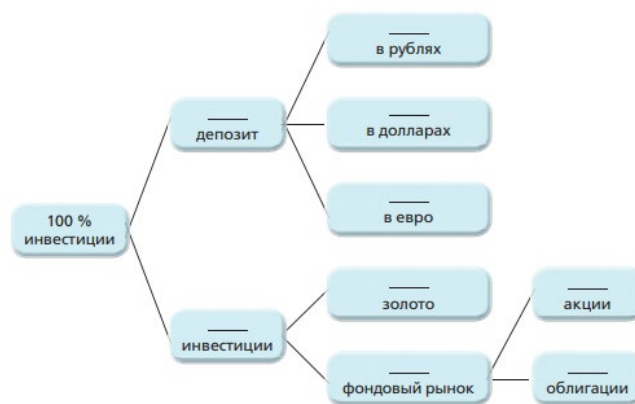 в рублях
депозит
в долларах
в евро
100 %
инвестиции
золото
акции
инвестиции
фондовый рынок
облигации